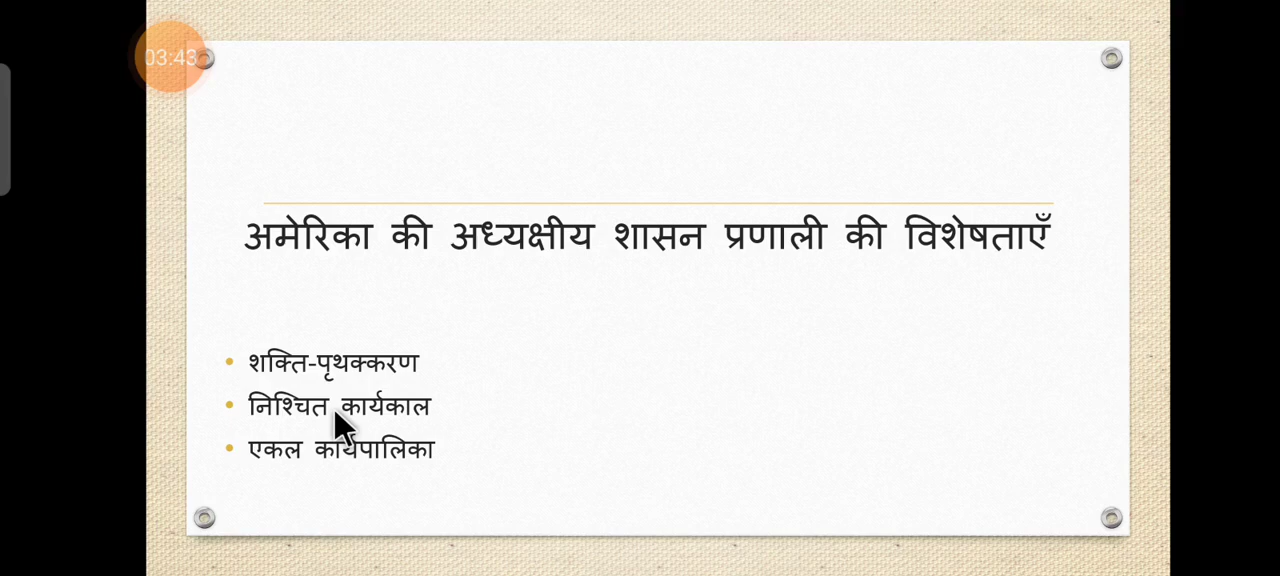 03:43
अमेरिका की अध्यक्षीय शासन प्रणाली की विशेषताएँ
शक्ति-पृथक्करण
निश्चित कार्यकाल
एकल कार्यपालिका